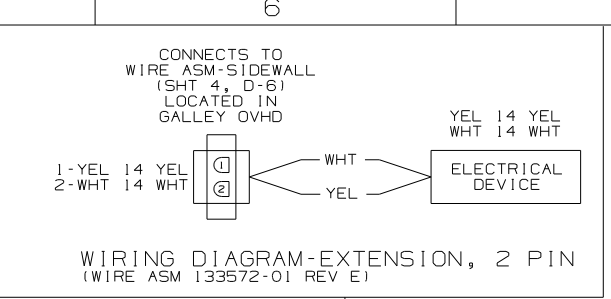 6
CONNECTS TO
WIRE ASM-SIDEWALL
(SHT 4, D-6)
LOCATED IN
GALLEY OVHD
YEL 14 YEL
WHT 14 WHT
1-YEL 14 YEL
2-WHT 14 WHT
1
2
WHT
YEL
ELECTRICAL
DEVICE
WIRING DIAGRAM-EXTENSION, 2 PIN
(WIRE ASM 133572-01 REV E)